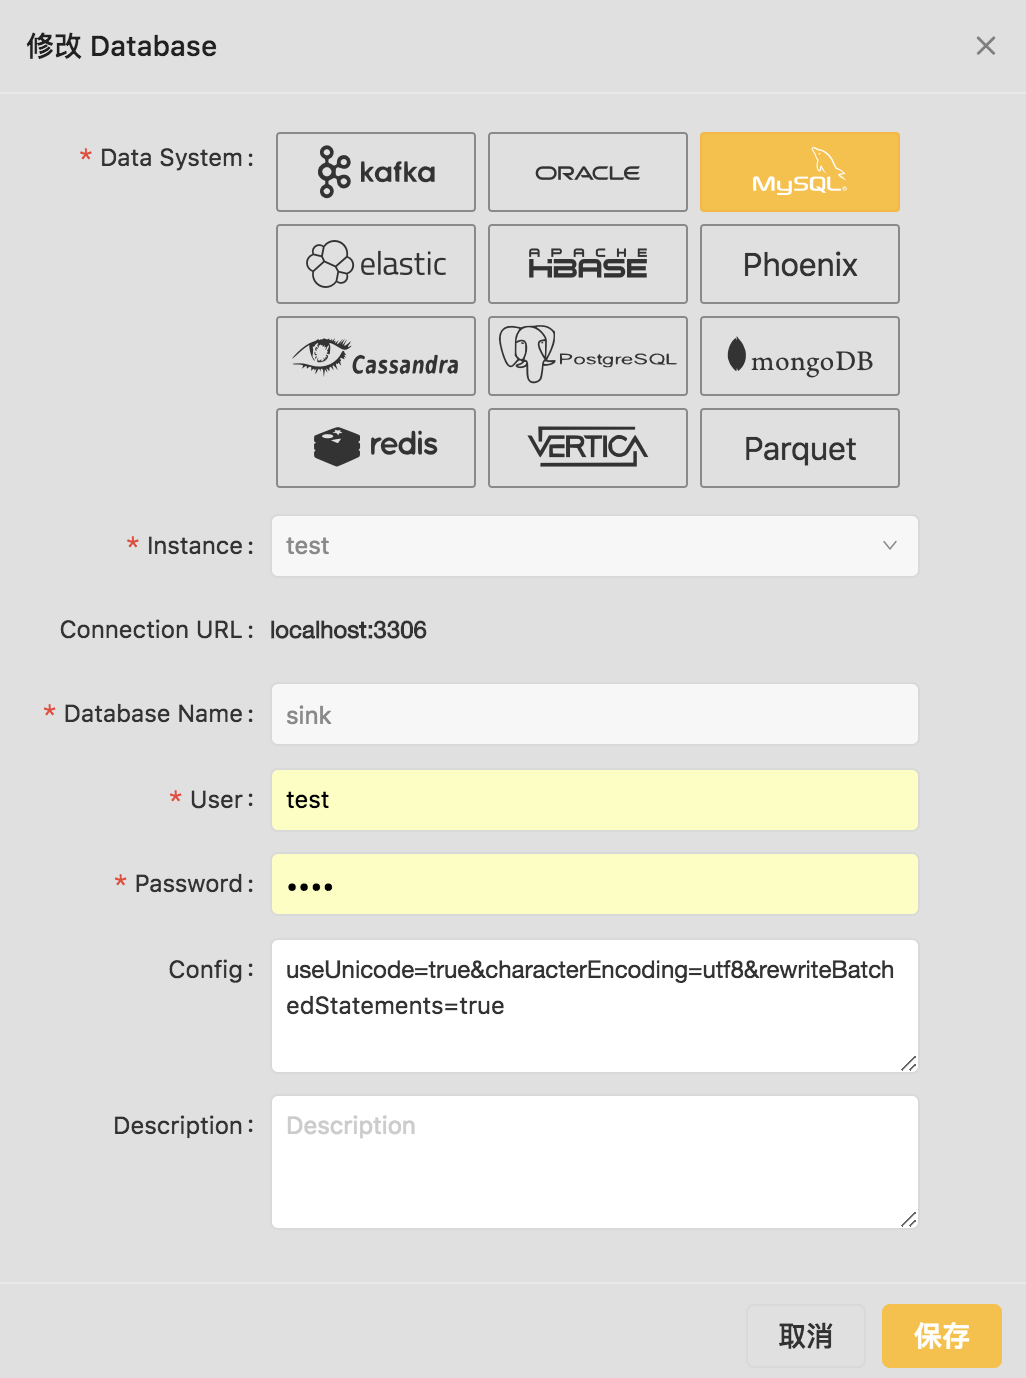 修改 Database
* Data System:
kafka
ORACLE
MySQL®
elastic
APACHE
HBASE
Phoenix
Cassandra
PostgreSQL
mongoDB
redis
VERTICA
Parquet
* Instance:
test
Connection URL:
localhost:3306
* Database Name:
sink
* User:
test
* Password:
••••
Config:
useUnicode=true&characterEncoding=utf8&rewriteBatch
edStatements=true
Description:
Description
取消
保存